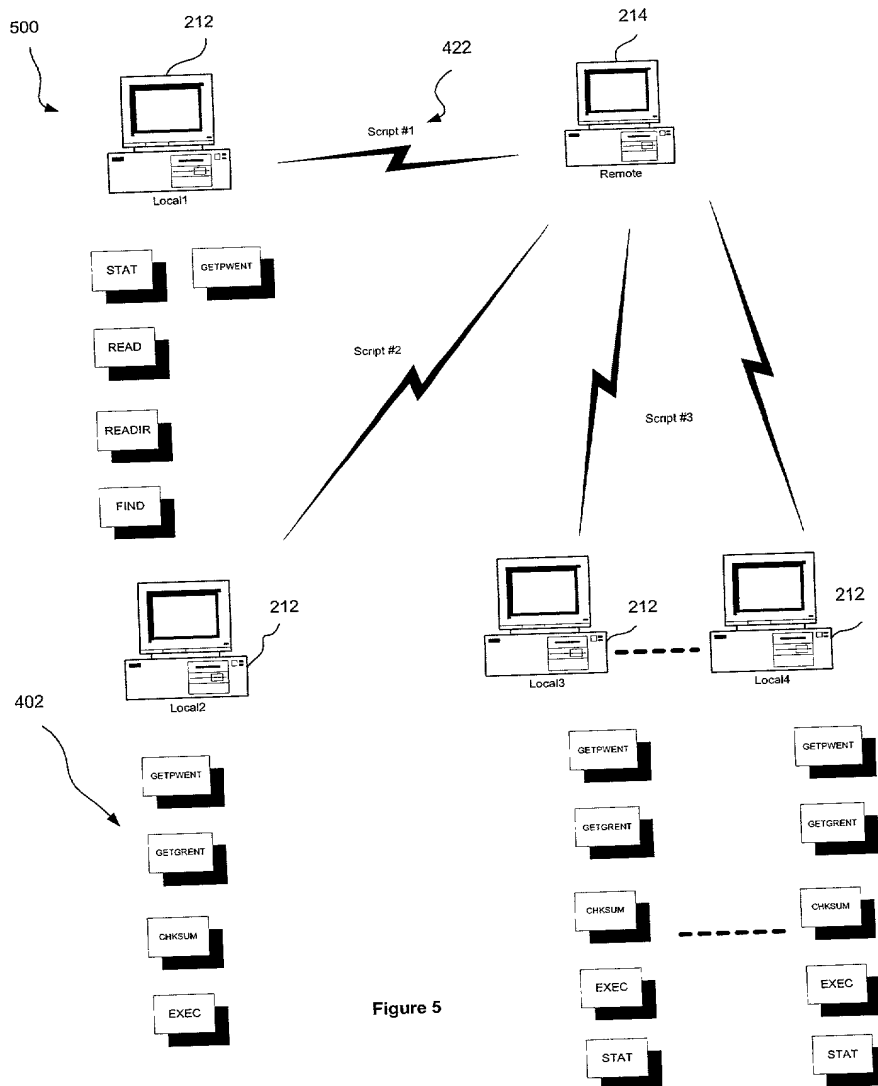 500
212
422
214
Script #1
Local1
Remote
STAT
GETPWENT
READ
Script #2
READIR
Script #3
FIND
212
212
212
Local2
Local3
Local4
402
GETPWENT
GETPWENT
GETPWENT
GETGRENT
GETGRENT
GETGRENT
CHKSUM
CHKSUM
CHKSUM
EXEC
EXEC
EXEC
Figure 5
STAT
STAT